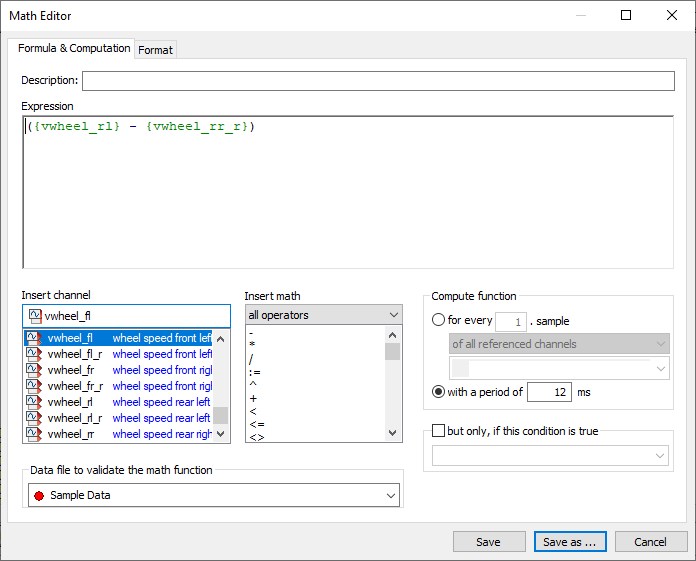 Math Editor
Formula & Computation
Format
Description:
Expression
({vwheel_rl} - {vwheel_rr_r})
Insert channel
vwheel_fl
vwheel_fl wheel speed front left
vwheel_fl_r wheel speed front left
vwheel_fr wheel speed front rig
vwheel_fr_r wheel speed front rig
vwheel_rl wheel speed rear left
vwheel_rl_r wheel speed rear left
vwheel_rr wheel speed rear righ
Insert math
all operators
-
*
/
:=
^
+
<
<=
<>
Compute function
for every 1 . sample
of all referenced channels
with a period of 12 ms
but only, if this condition is true
Data file to validate the math function
Sample Data
Save
Save as ...
Cancel